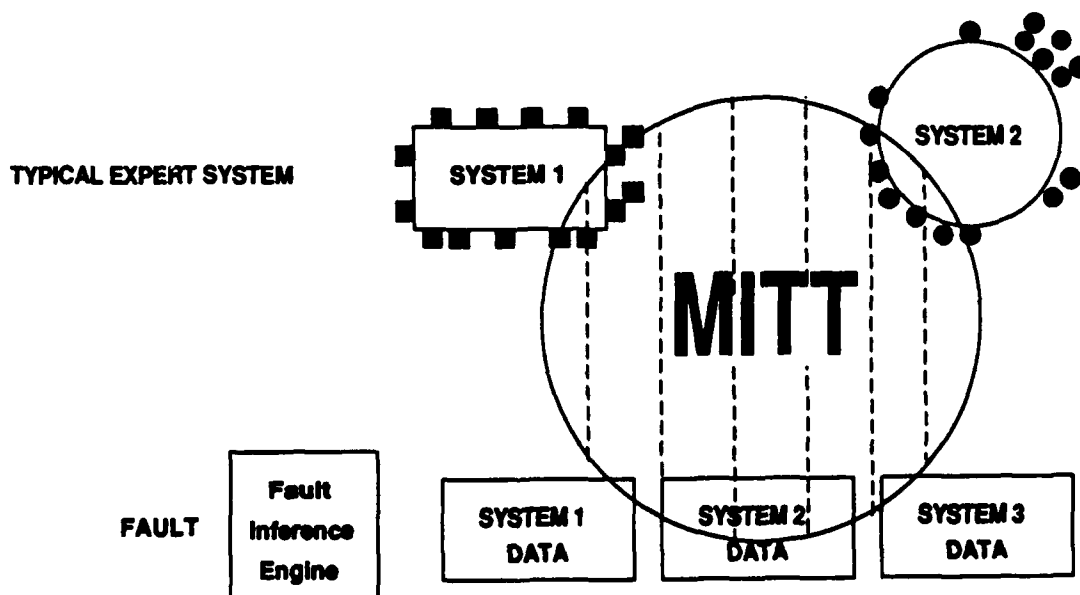 SYSTEM 2
TYPICAL EXPERT SYSTEM
SYSTEM 1
MITT
FAULT
Fault
Inference
Engine
SYSTEM 1
DATA
SYSTEM 2
DATA
SYSTEM 3
DATA